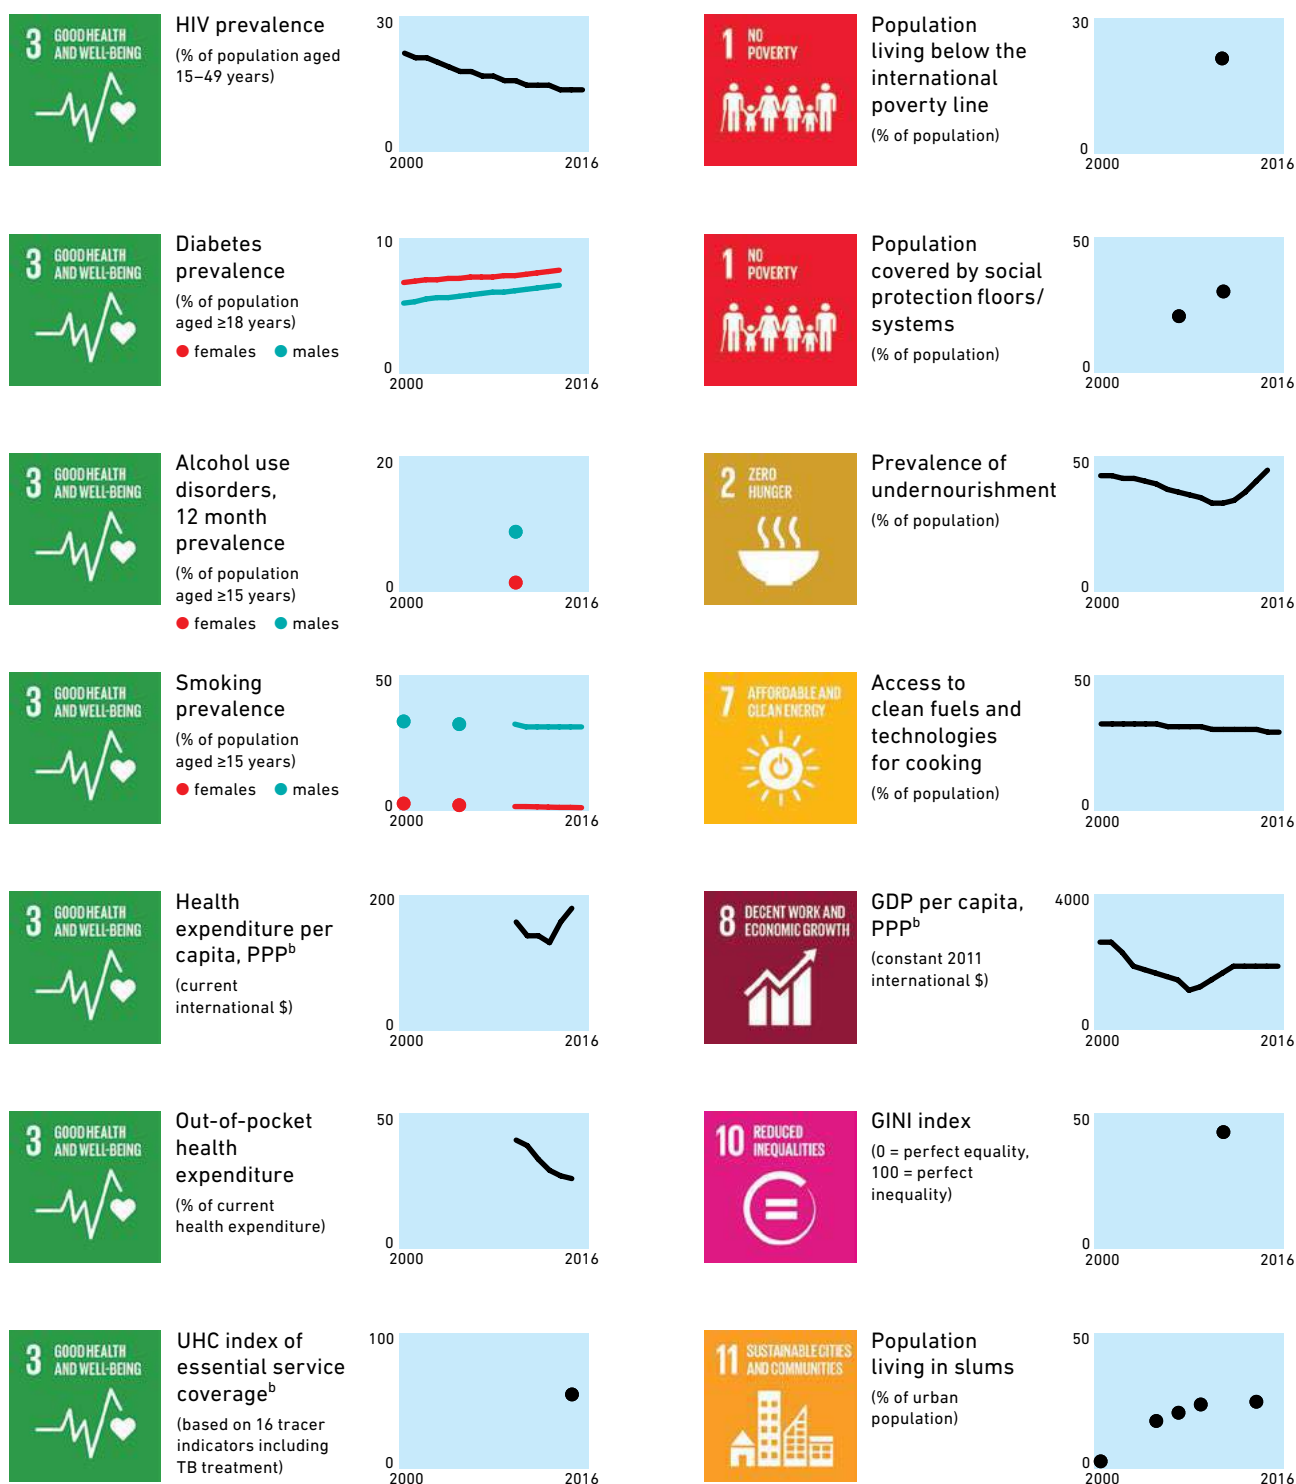 3 GOOD HEALTH
AND WELL-BEING
HIV prevalence
(% of population aged
15–49 years)
30
0
2000 2016
3 GOOD HEALTH
AND WELL-BEING
Diabetes
prevalence
(% of population
aged ≥18 years)
females males
10
0
2000 2016
3 GOOD HEALTH
AND WELL-BEING
Alcohol use
disorders,
12 month
prevalence
(% of population
aged ≥15 years)
females males
20
0
2000 2016
3 GOOD HEALTH
AND WELL-BEING
Smoking
prevalence
(% of population
aged ≥15 years)
females males
50
0
2000 2016
3 GOOD HEALTH
AND WELL-BEING
Health
expenditure per
capita, PPPb
(current
international $)
200
0
2000 2016
3 GOOD HEALTH
AND WELL-BEING
Out-of-pocket
health
expenditure
(% of current
health expenditure)
50
0
2000 2016
3 GOOD HEALTH
AND WELL-BEING
UHC index of
essential service
coverageb
(based on 16 tracer
indicators including
TB treatment)
100
0
2000 2016
1 NO
POVERTY
Population
living below the
international
poverty line
(% of population)
30
0
2000 2016
1 NO
POVERTY
Population
covered by social
protection floors/
systems
(% of population)
50
0
2000 2016
2 ZERO
HUNGER
Prevalence of
undernourishment
(% of population)
50
0
2000 2016
7 AFFORDABLE AND
CLEAN ENERGY
Access to
clean fuels and
technologies
for cooking
(% of population)
50
0
2000 2016
8 DECENT WORK AND
ECONOMIC GROWTH
GDP per capita,
PPPb
(constant 2011
international $)
4000
0
2000 2016
10 REDUCED
INEQUALITIES
GINI index
(0 = perfect equality,
100 = perfect
inequality)
50
0
2000 2016
11 SUSTAINABLE CITIES
AND COMMUNITIES
Population
living in slums
(% of urban
population)
50
0
2000 2016